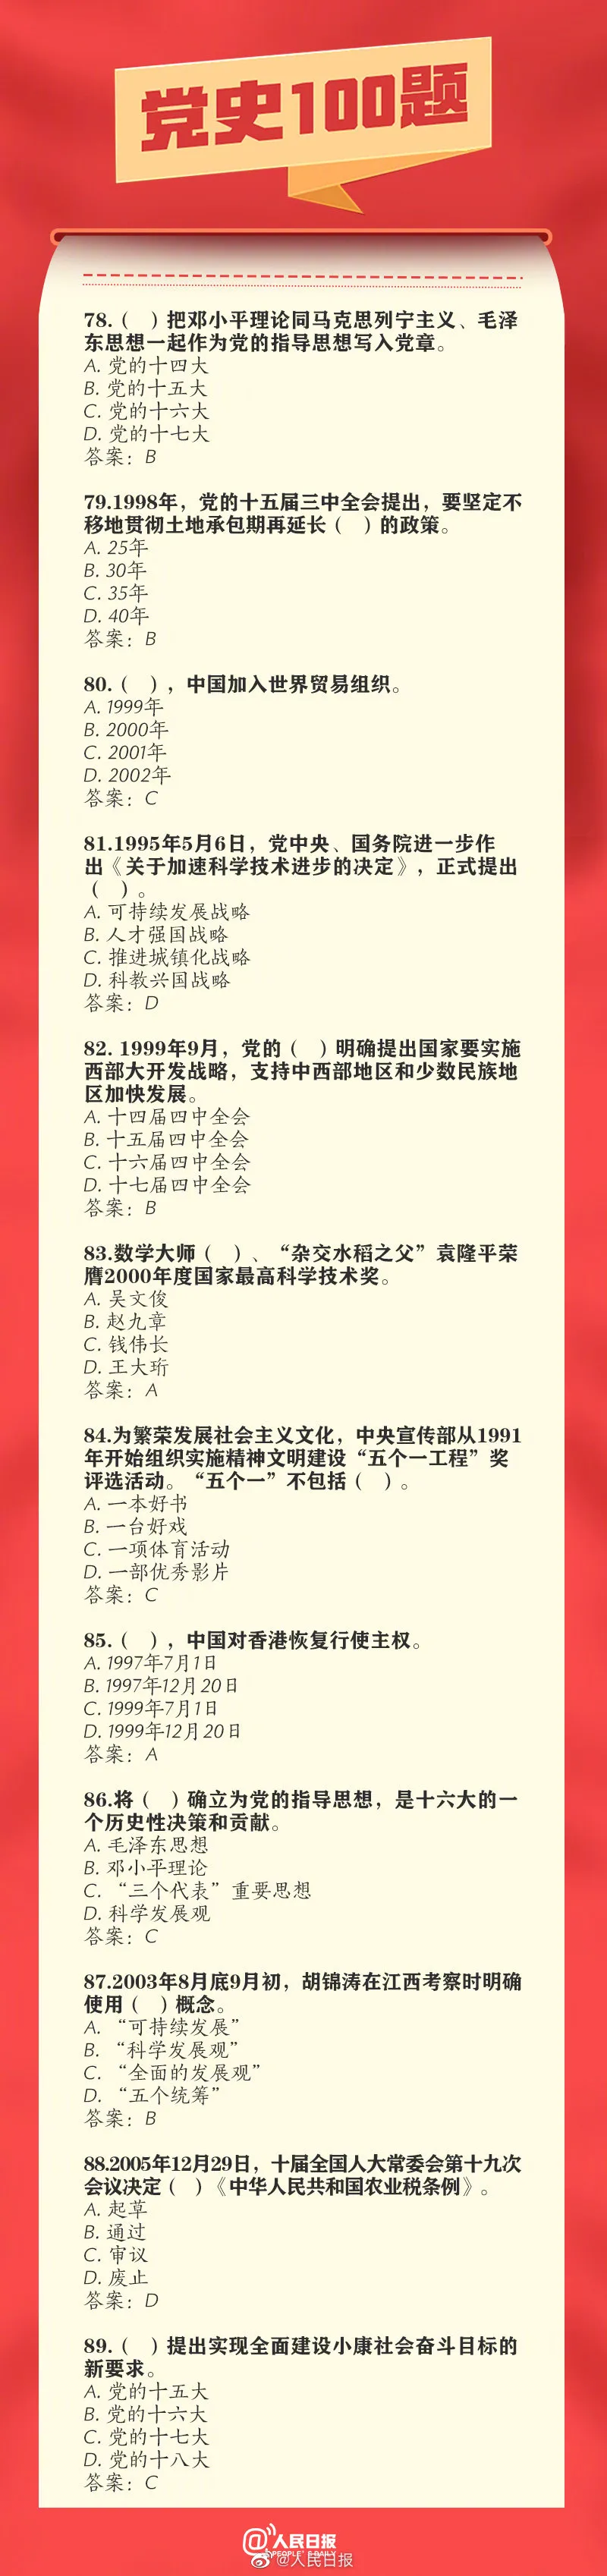 党史100题
78.（　）把邓小平理论同马克思列宁主义、毛泽
东思想一起作为党的指导思想写入党章。
A. 党的十四大
B. 党的十五大
C. 党的十六大
D. 党的十七大
答案：B
79.1998年，党的十五届三中全会提出，要坚定不
移地贯彻土地承包期再延长（　）的政策。
A. 25年
B. 30年
C. 35年
D. 40年
答案：B
80.（　），中国加入世界贸易组织。
A. 1999年
B. 2000年
C. 2001年
D. 2002年
答案：C
81.1995年5月6日，党中央、国务院进一步作
出《关于加速科学技术进步的决定》，正式提出
（　）。
A. 可持续发展战略
B. 人才强国战略
C. 推进城镇化战略
D. 科教兴国战略
答案：D
82. 1999年9月，党的（　）明确提出国家要实施
西部大开发战略，支持中西部地区和少数民族地
区加快发展。
A. 十四届四中全会
B. 十五届四中全会
C. 十六届四中全会
D. 十七届四中全会
答案：B
83.数学大师（　）、“杂交水稻之父”袁隆平荣
膺2000年度国家最高科学技术奖。
A. 吴文俊
B. 赵九章
C. 钱伟长
D. 王大珩
答案：A
84.为繁荣发展社会主义文化，中央宣传部从1991
年开始组织实施精神文明建设“五个一工程”奖
评选活动。“五个一”不包括（　）。
A. 一本好书
B. 一台好戏
C. 一项体育活动
D. 一部优秀影片
答案：C
85.（　），中国对香港恢复行使主权。
A. 1997年7月1日
B. 1997年12月20日
C. 1999年7月1日
D. 1999年12月20日
答案：A
86.将（　）确立为党的指导思想，是十六大的一
个历史性决策和贡献。
A. 毛泽东思想
B. 邓小平理论
C. “三个代表”重要思想
D. 科学发展观
答案：C
87.2003年8月底9月初，胡锦涛在江西考察时明确
使用（　）概念。
A. “可持续发展”
B. “科学发展观”
C. “全面的发展观”
D. “五个统筹”
答案：B
88.2005年12月29日，十届全国人大常委会第十九次
会议决定（　）《中华人民共和国农业税条例》。
A. 起草
B. 通过
C. 审议
D. 废止
答案：D
89.（　）提出实现全面建设小康社会奋斗目标的
新要求。
A. 党的十五大
B. 党的十六大
C. 党的十七大
D. 党的十八大
答案：C
@人民日报
PEOPLE'S DAILY
@人民日报